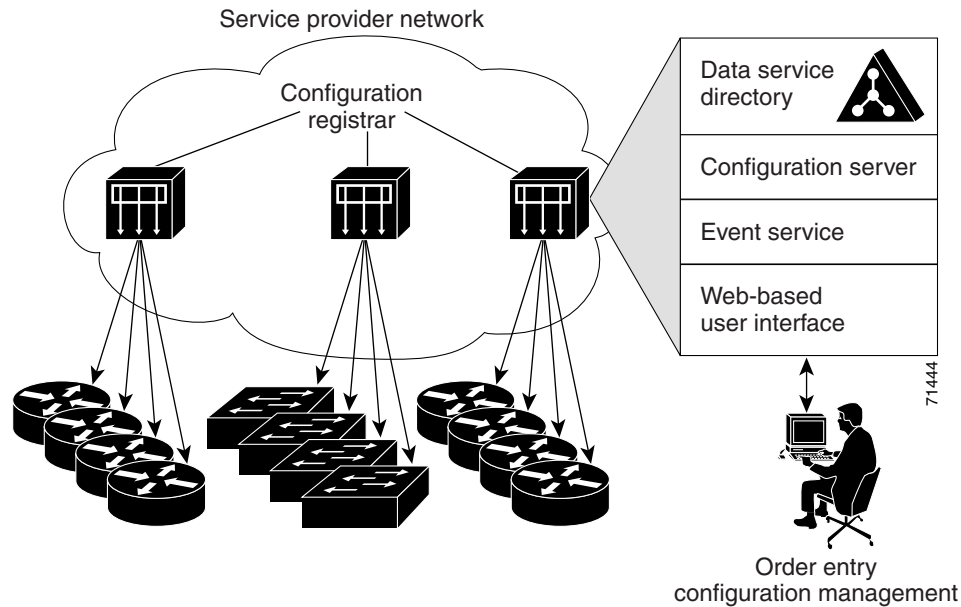 Service provider network
Configuration
registrar
Data service
directory
Configuration server
Event service
Web-based
user interface
71444
Order entry
configuration management